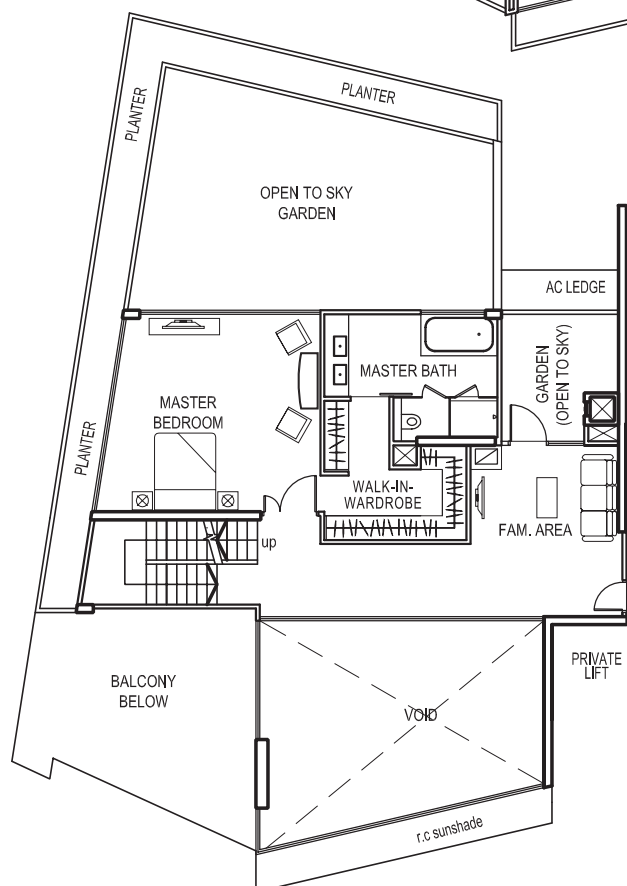 PLANTER
PLANTER
OPEN TO SKY
GARDEN
AC LEDGE
GARDEN
(OPEN TO SKY)
MASTER BATH
MASTER
BEDROOM
PLANTER
WALK-IN-
WARDROBE
FAM. AREA
up
PRIVATE
LIFT
BALCONY
BELOW
VOID
r.c sunshade